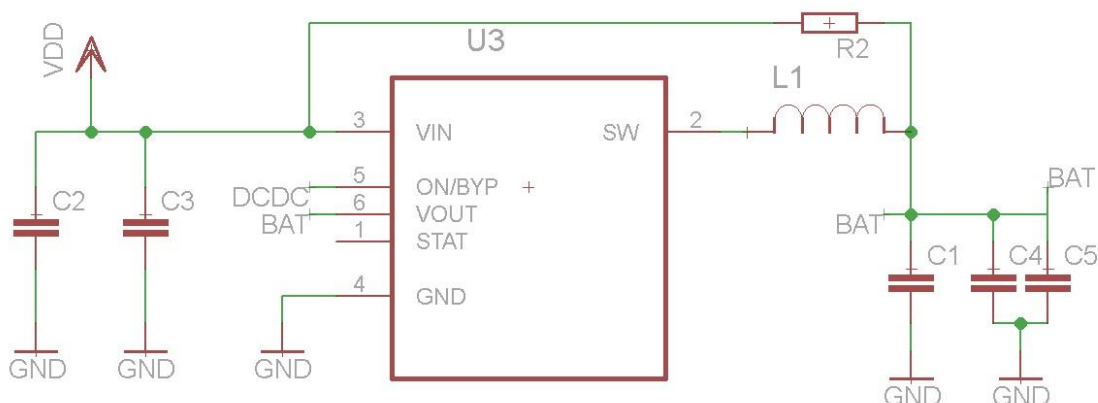 VDD
U3
R2
L1
3
VIN
SW
2
C2
C3
DCDC
5
ON/BYP
BAT
6
VOUT
1
STAT
4
GND
BAT
BAT
C1
C4
C5
GND
GND
GND
GND
GND